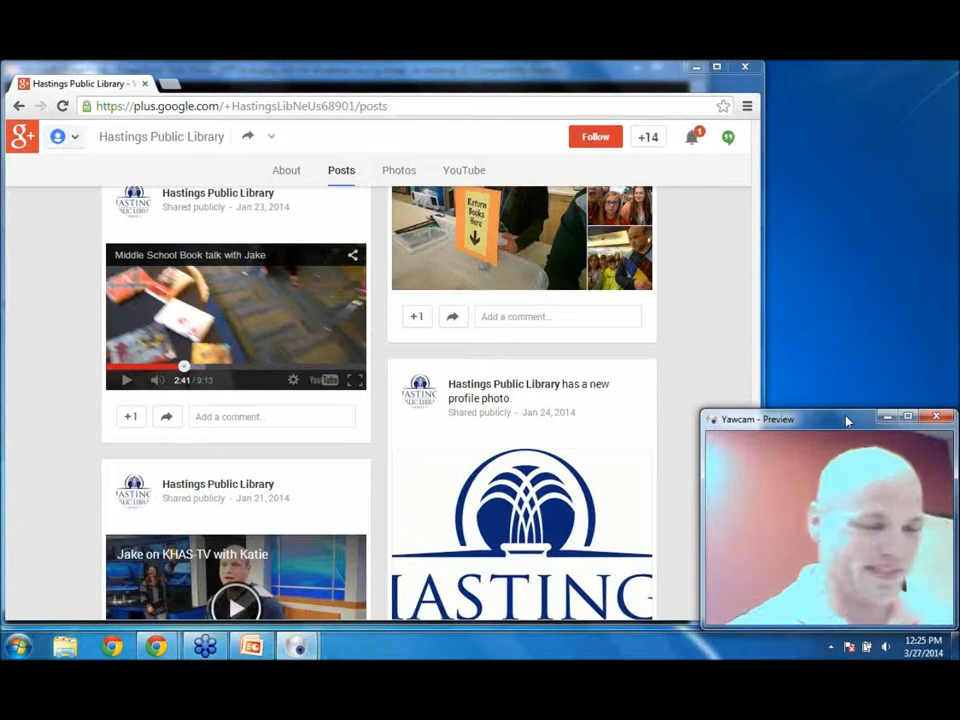 Hastings Public Library - \
https://plus.google.com/+HastingsLibNeUs68901/posts
g+
Hastings Public Library
Follow
+14
1
About
Posts
Photos
YouTube
Hastings Public Library
Shared publicly - Jan 23, 2014
Middle School Book talk with Jake
2:41 / 9:13
YouTube
+1
Add a comment...
Hastings Public Library
Shared publicly - Jan 21, 2014
Jake on KHAS-TV with Katie
Return
Books
Here
+1
Add a comment...
Hastings Public Library has a new
profile photo.
Shared publicly - Jan 24, 2014
HASTING
Yawcam - Preview
12:25 PM
3/27/2014